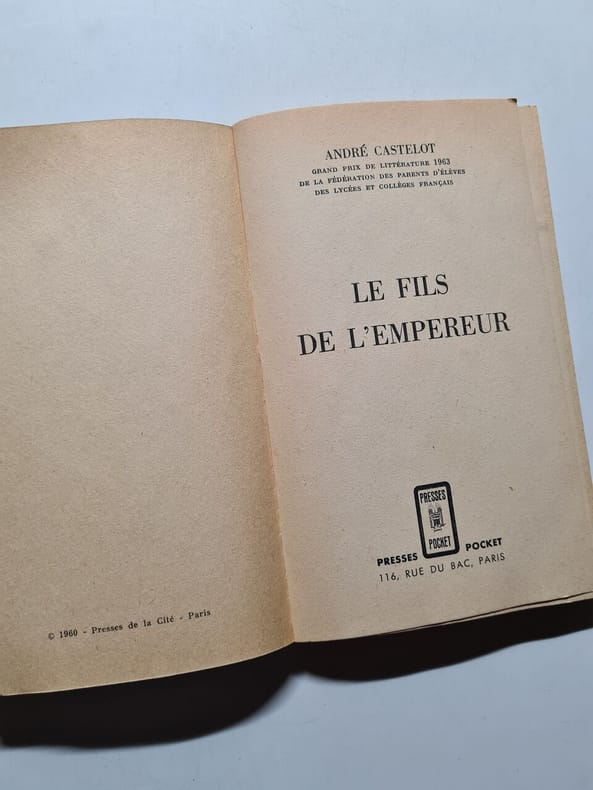 © 1960 - Presses de la Cité - Paris
ANDRÉ CASTELOT
GRAND PRIX DE LITTÉRATURE 1963
DE LA FÉDÉRATION DES PARENTS D'ÉLÈVES
DES LYCÉES ET COLLÈGES FRANÇAIS
LE FILS
DE L'EMPEREUR
PRESSES
POCKET
PRESSES POCKET
116, RUE DU BAC, PARIS